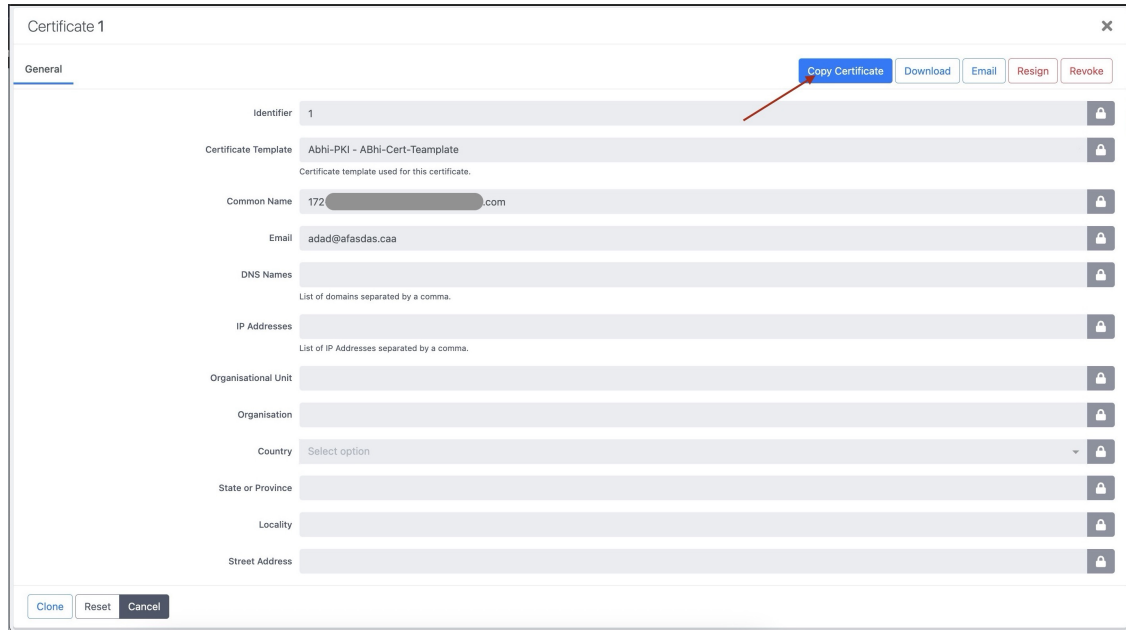 Certificate 1
General
Copy Certificate Download Email Resign Revoke
Identifier 1
Certificate Template Abhi-PKI - ABhi-Cert-Teamplate
Certificate template used for this certificate.
Common Name 172 .com
Email adad@afasdas.caa
DNS Names
List of domains separated by a comma.
IP Addresses
List of IP Addresses separated by a comma.
Organisational Unit
Organisation
Country Select option
State or Province
Locality
Street Address
Clone Reset Cancel